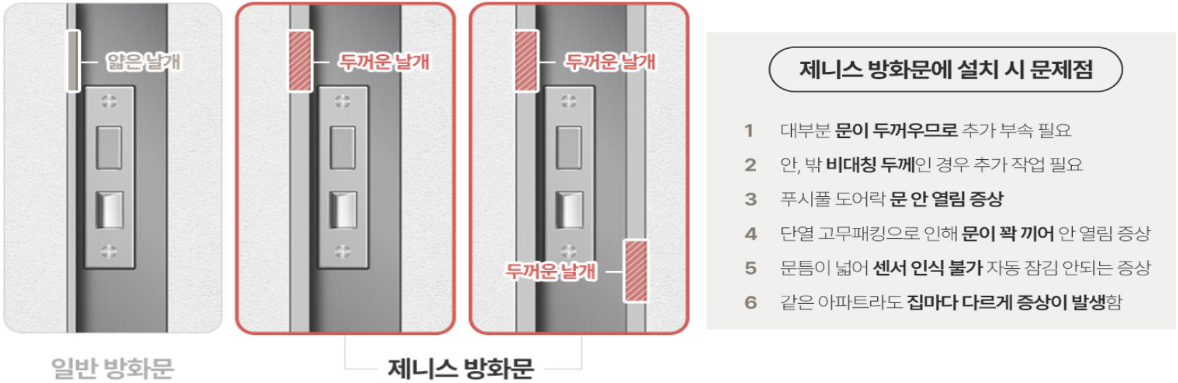 얇은 날개
두꺼운 날개
두꺼운 날개
두꺼운 날개
일반 방화문
제니스 방화문
제니스 방화문에 설치 시 문제점
1 대부분 문이 두꺼우므로 추가 부속 필요
2 안, 밖 비대칭 두께인 경우 추가 작업 필요
3 푸시풀 도어락 문 안 열림 증상
4 단열 고무패킹으로 인해 문이 꽉 끼어 안 열림 증상
5 문틈이 넓어 센서 인식 불가 자동 잠김 안되는 증상
6 같은 아파트라도 집마다 다르게 증상이 발생함